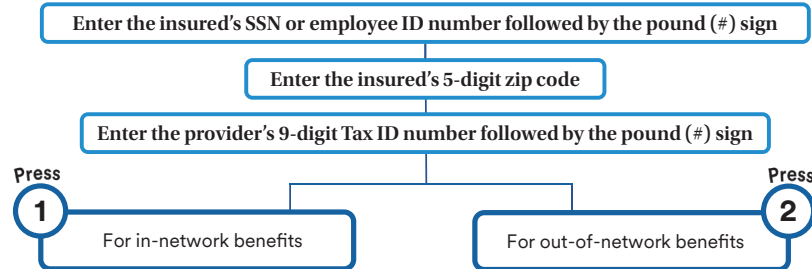 Enter the insured’s SSN or employee ID number followed by the pound (#) sign
Enter the insured’s 5-digit zip code
Enter the provider’s 9-digit Tax ID number followed by the pound (#) sign
Press
1
For in-network benefits
Press
2
For out-of-network benefits